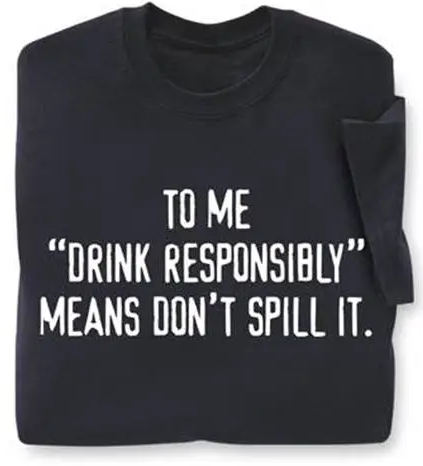 TO ME
“DRINK RESPONSIBLY”
MEANS DON’T SPILL IT.